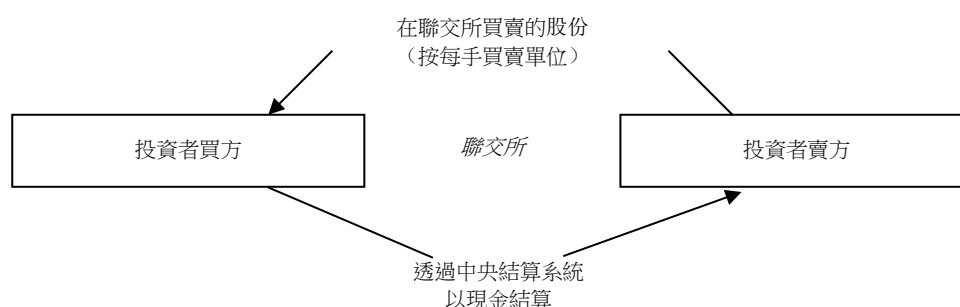 在聯交所買賣的股份
（按每手買賣單位）
投資者買方
聯交所
投資者賣方
透過中央結算系統
以現金結算